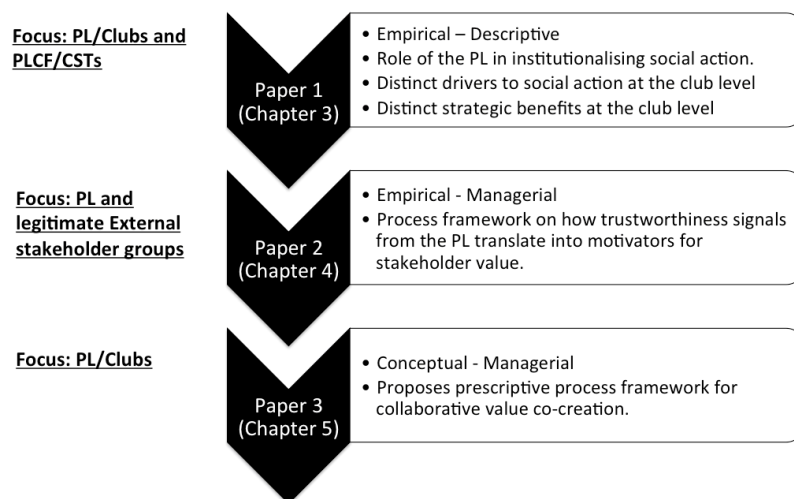 Focus: PL/Clubs and
PLCF/CSTs
Paper 1
(Chapter 3)
• Empirical – Descriptive
• Role of the PL in institutionalising social action.
• Distinct drivers to social action at the club level
• Distinct strategic benefits at the club level
Focus: PL and
legitimate External
stakeholder groups
Paper 2
(Chapter 4)
• Empirical - Managerial
• Process framework on how trustworthiness signals
from the PL translate into motivators for
stakeholder value.
Focus: PL/Clubs
Paper 3
(Chapter 5)
• Conceptual - Managerial
• Proposes prescriptive process framework for
collaborative value co-creation.